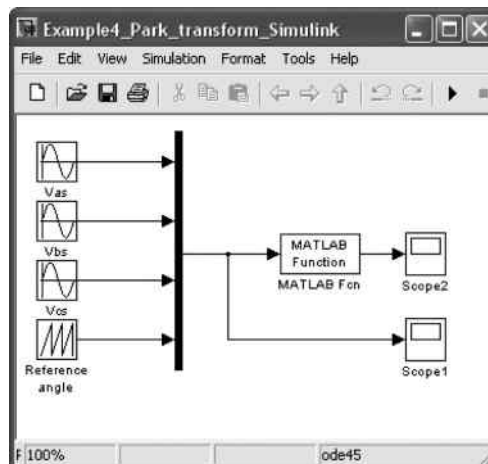 Example4_Park_transform_Simulink
File Edit View Simulation Format Tools Help
Vas
Vbs
Vcs
Reference
angle
MATLAB
Function
MATLAB Fcn
Scope2
Scope1
F 100%
ode45